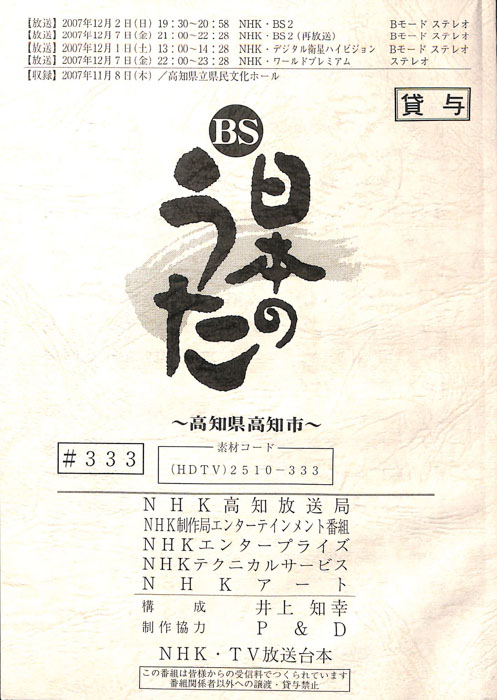 【放送】2007年12月2日(日) 19:30～20:58 NHK・BS2 Bモード ステレオ
【放送】2007年12月7日(金) 21:00～22:28 NHK・BS2(再放送) Bモード ステレオ
【放送】2007年12月1日(土) 13:00～14:28 NHK・デジタル衛星ハイビジョン Bモード ステレオ
【放送】2007年12月7日(金) 22:00～23:28 NHK・ワールドプレミアム ステレオ
【収録】2007年11月8日(木) ／高知県立県民文化ホール
貸与
BS
日本の
うた
～高知県高知市～
#333
素材コード
(HDTV)2510-333
NHK高知放送局
NHK制作局エンターテインメント番組
NHKエンタープライズ
NHKテクニカルサービス
NHKアート
構成 井上知幸
制作協力 P&D
NHK・TV放送台本
この番組は皆様からの受信料でつくられています
番組関係者以外への譲渡・貸与禁止